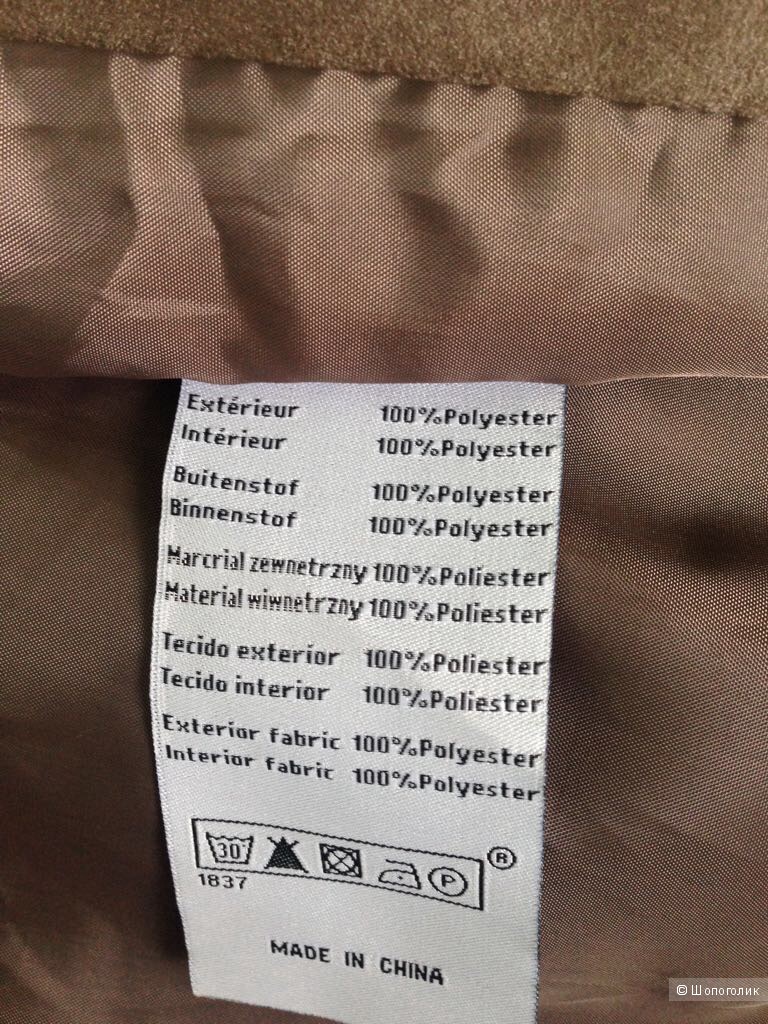 Extérieur 100%Polyester
Intérieur 100%Polyester
Buitenstof 100%Polyester
Binnenstof 100%Polyester
Marcrial zewnetrzny 100%Poliester
Material wiwnetrzny 100%Poliester
Tecido exterior 100%Poliester
Tecido interior 100%Poliester
Exterior fabric 100%Polyester
Interior fabric 100%Polyester
30 P ®
1837
MADE IN CHINA
© Шопоголик